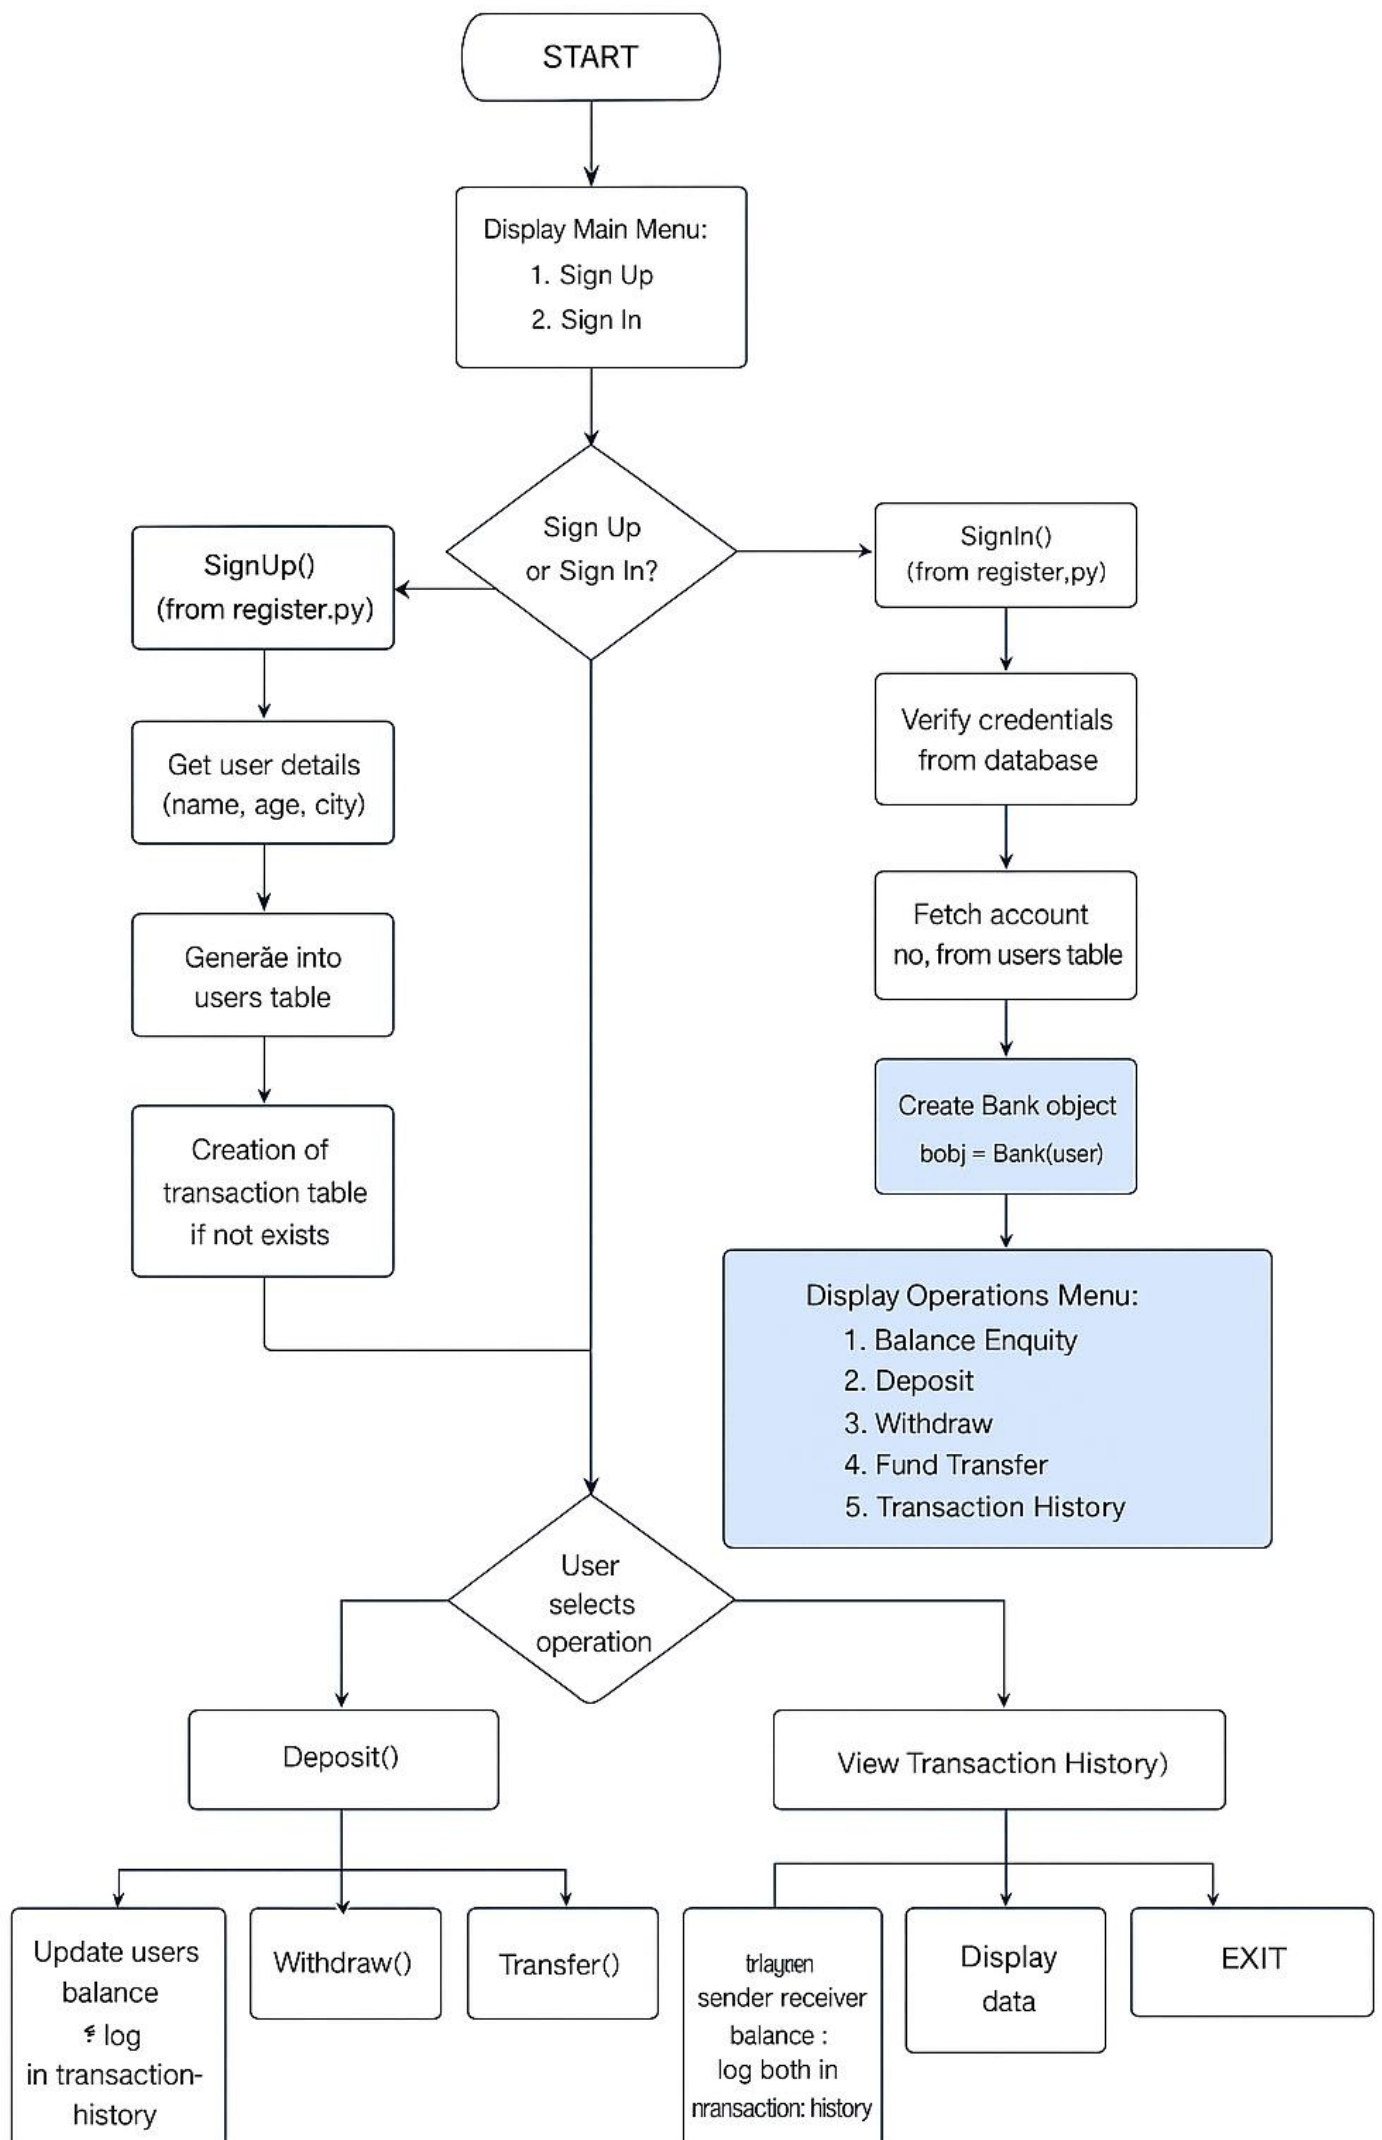 START
Display Main Menu:
1. Sign Up
2. Sign In
Sign Up
or Sign In?
SignUp()
(from register.py)
Get user details
(name, age, city)
Generăe into
users table
Creation of
transaction table
if not exists
SignIn()
(from register,py)
Verify credentials
from database
Fetch account
no, from users table
Create Bank object
bobj = Bank(user)
Display Operations Menu:
1. Balance Enquity
2. Deposit
3. Withdraw
4. Fund Transfer
5. Transaction History
User
selects
operation
Deposit()
View Transaction History)
Update users
balance
log
in transaction-
history
Withdraw()
Transfer()
sender receiver
balance :
log both in
nransaction: history
Display
data
EXIT